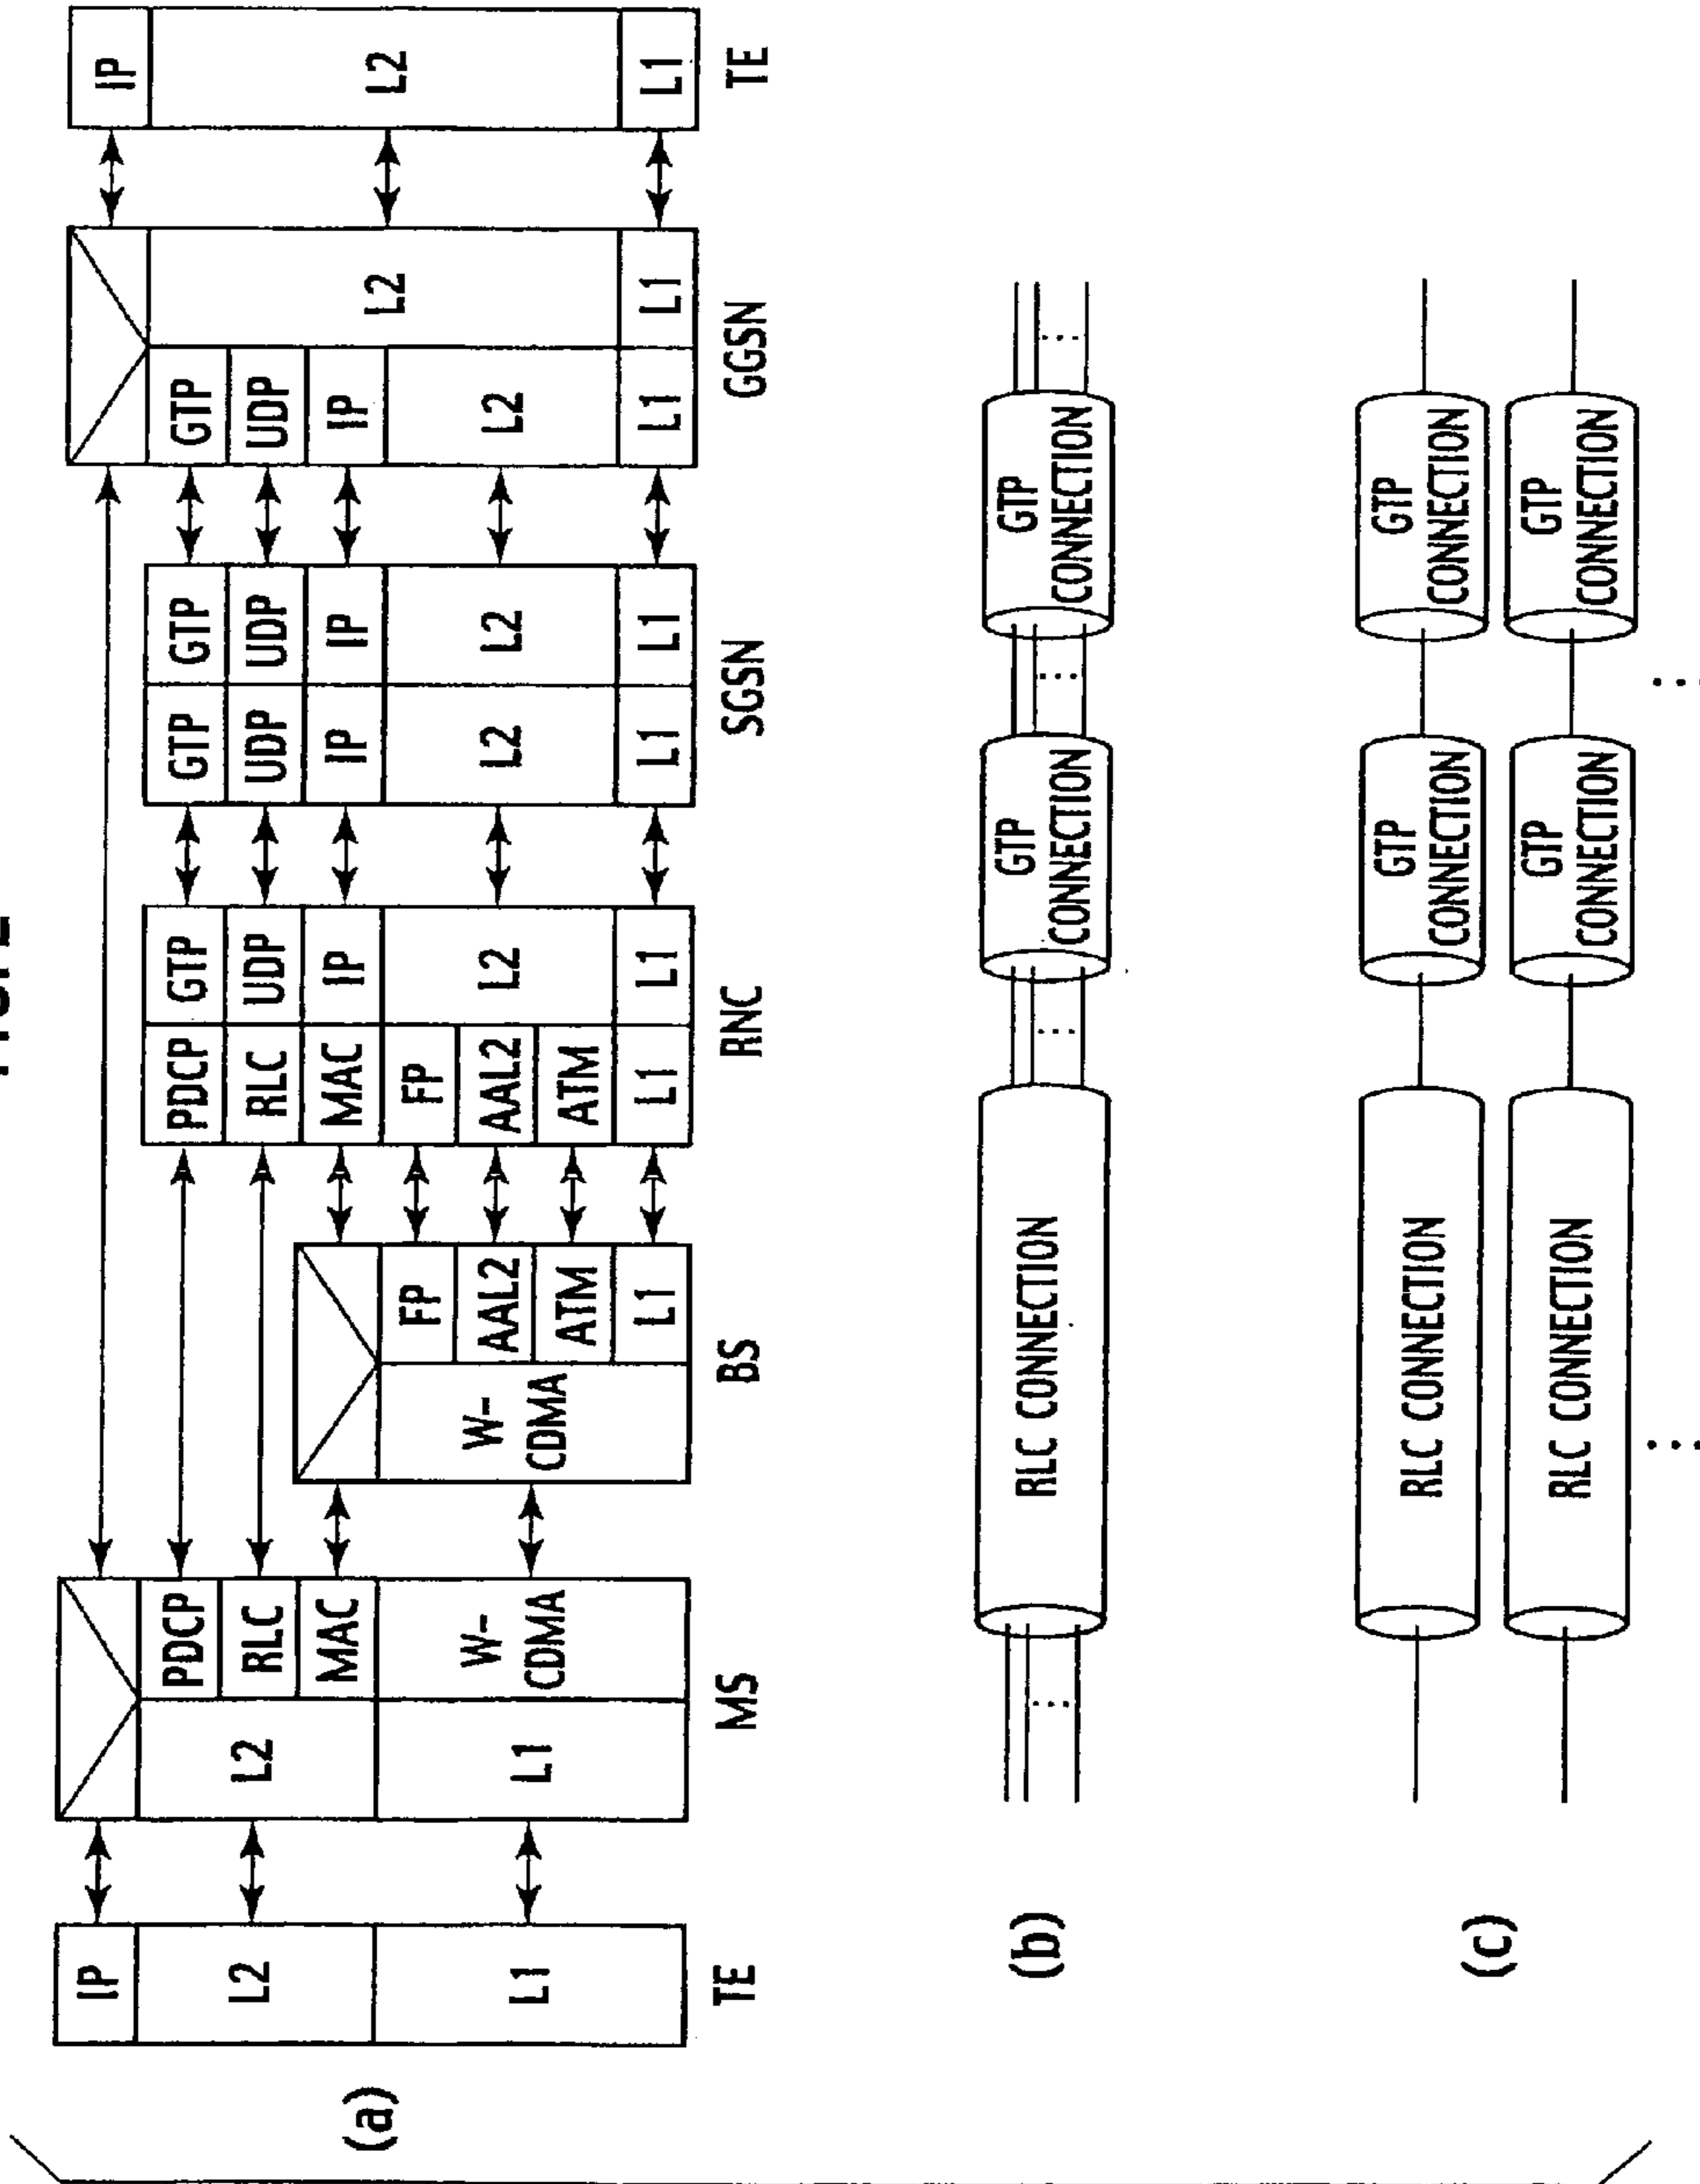 (a)
IP
L2
L1
TE
L2
L1
PDCP
RLC
MAC
W-
CDMA
MS
W-
CDMA
FP
AAL2
ATM
L1
BS
PDCP
RLC
MAC
FP
AAL2
ATM
L1
GTP
UDP
IP
L2
L1
RNC
GTP
UDP
IP
L2
L1
GTP
UDP
IP
L2
L1
SGSN
GTP
UDP
IP
L2
L1
L2
L1
GGSN
IP
L2
L1
TE
(b)
RLC CONNECTION
GTP
CONNECTION
GTP
CONNECTION
(c)
RLC CONNECTION
GTP
CONNECTION
GTP
CONNECTION
RLC CONNECTION
GTP
CONNECTION
GTP
CONNECTION